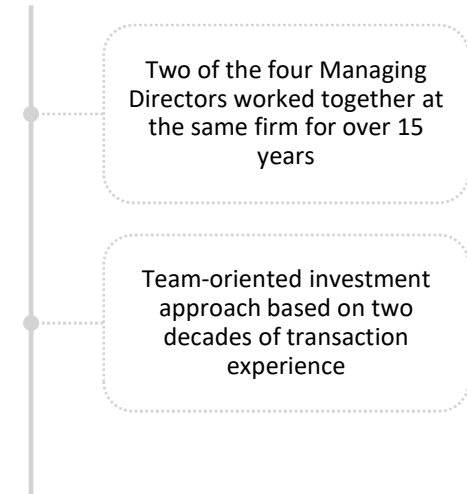 Two of the four Managing
Directors worked together at
the same firm for over 15
years
Team-oriented investment
approach based on two
decades of transaction
experience